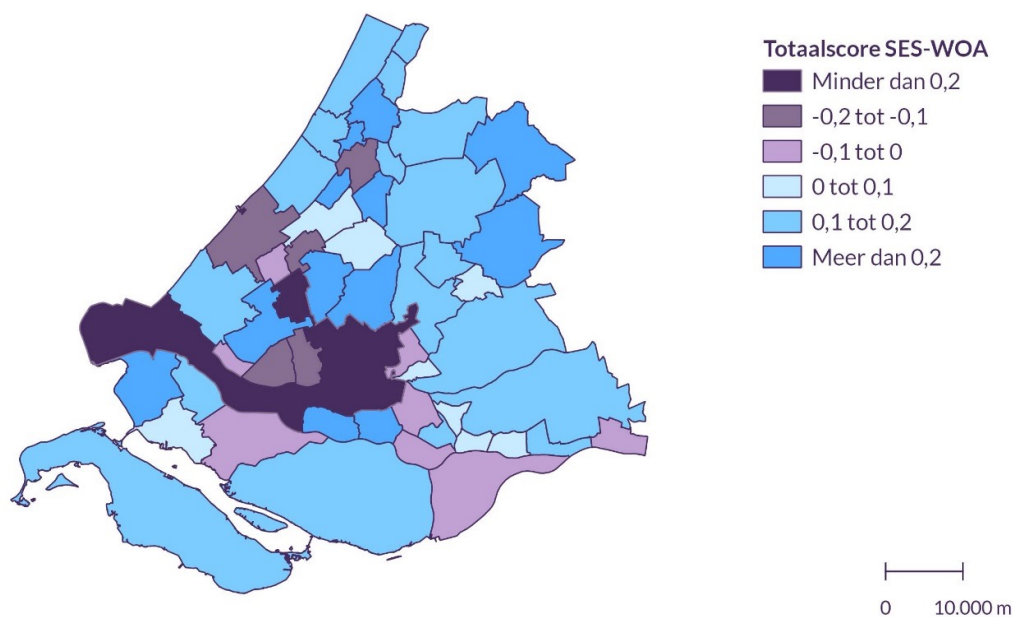 Totaalscore SES-WOA
Minder dan 0,2
-0,2 tot -0,1
-0,1 tot 0
0 tot 0,1
0,1 tot 0,2
Meer dan 0,2
0 10.000 m